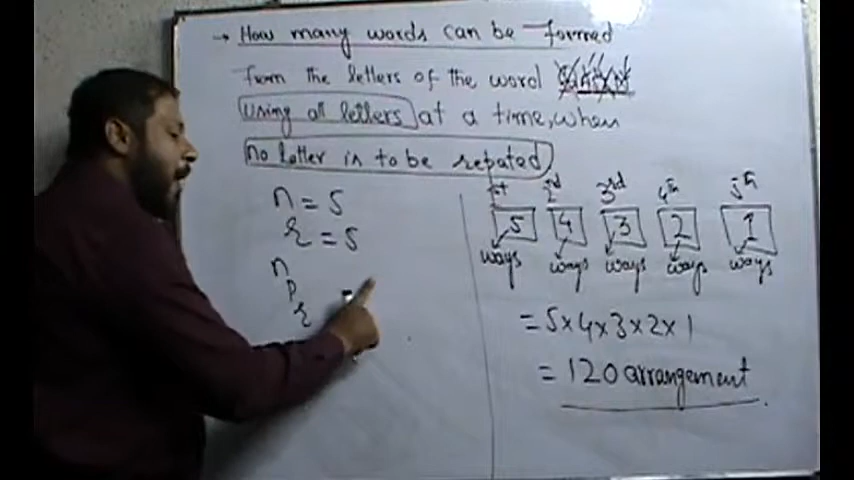 → How many words can be formed
from the letters of the word
using all letters at a time, when
no letter is to be repated
n = 5
r = 5
n
P
r
1st 2nd 3rd 4th 5th
5 4 3 2 1
ways ways ways ways ways
= 5×4×3×2×1
= 120 arrangement